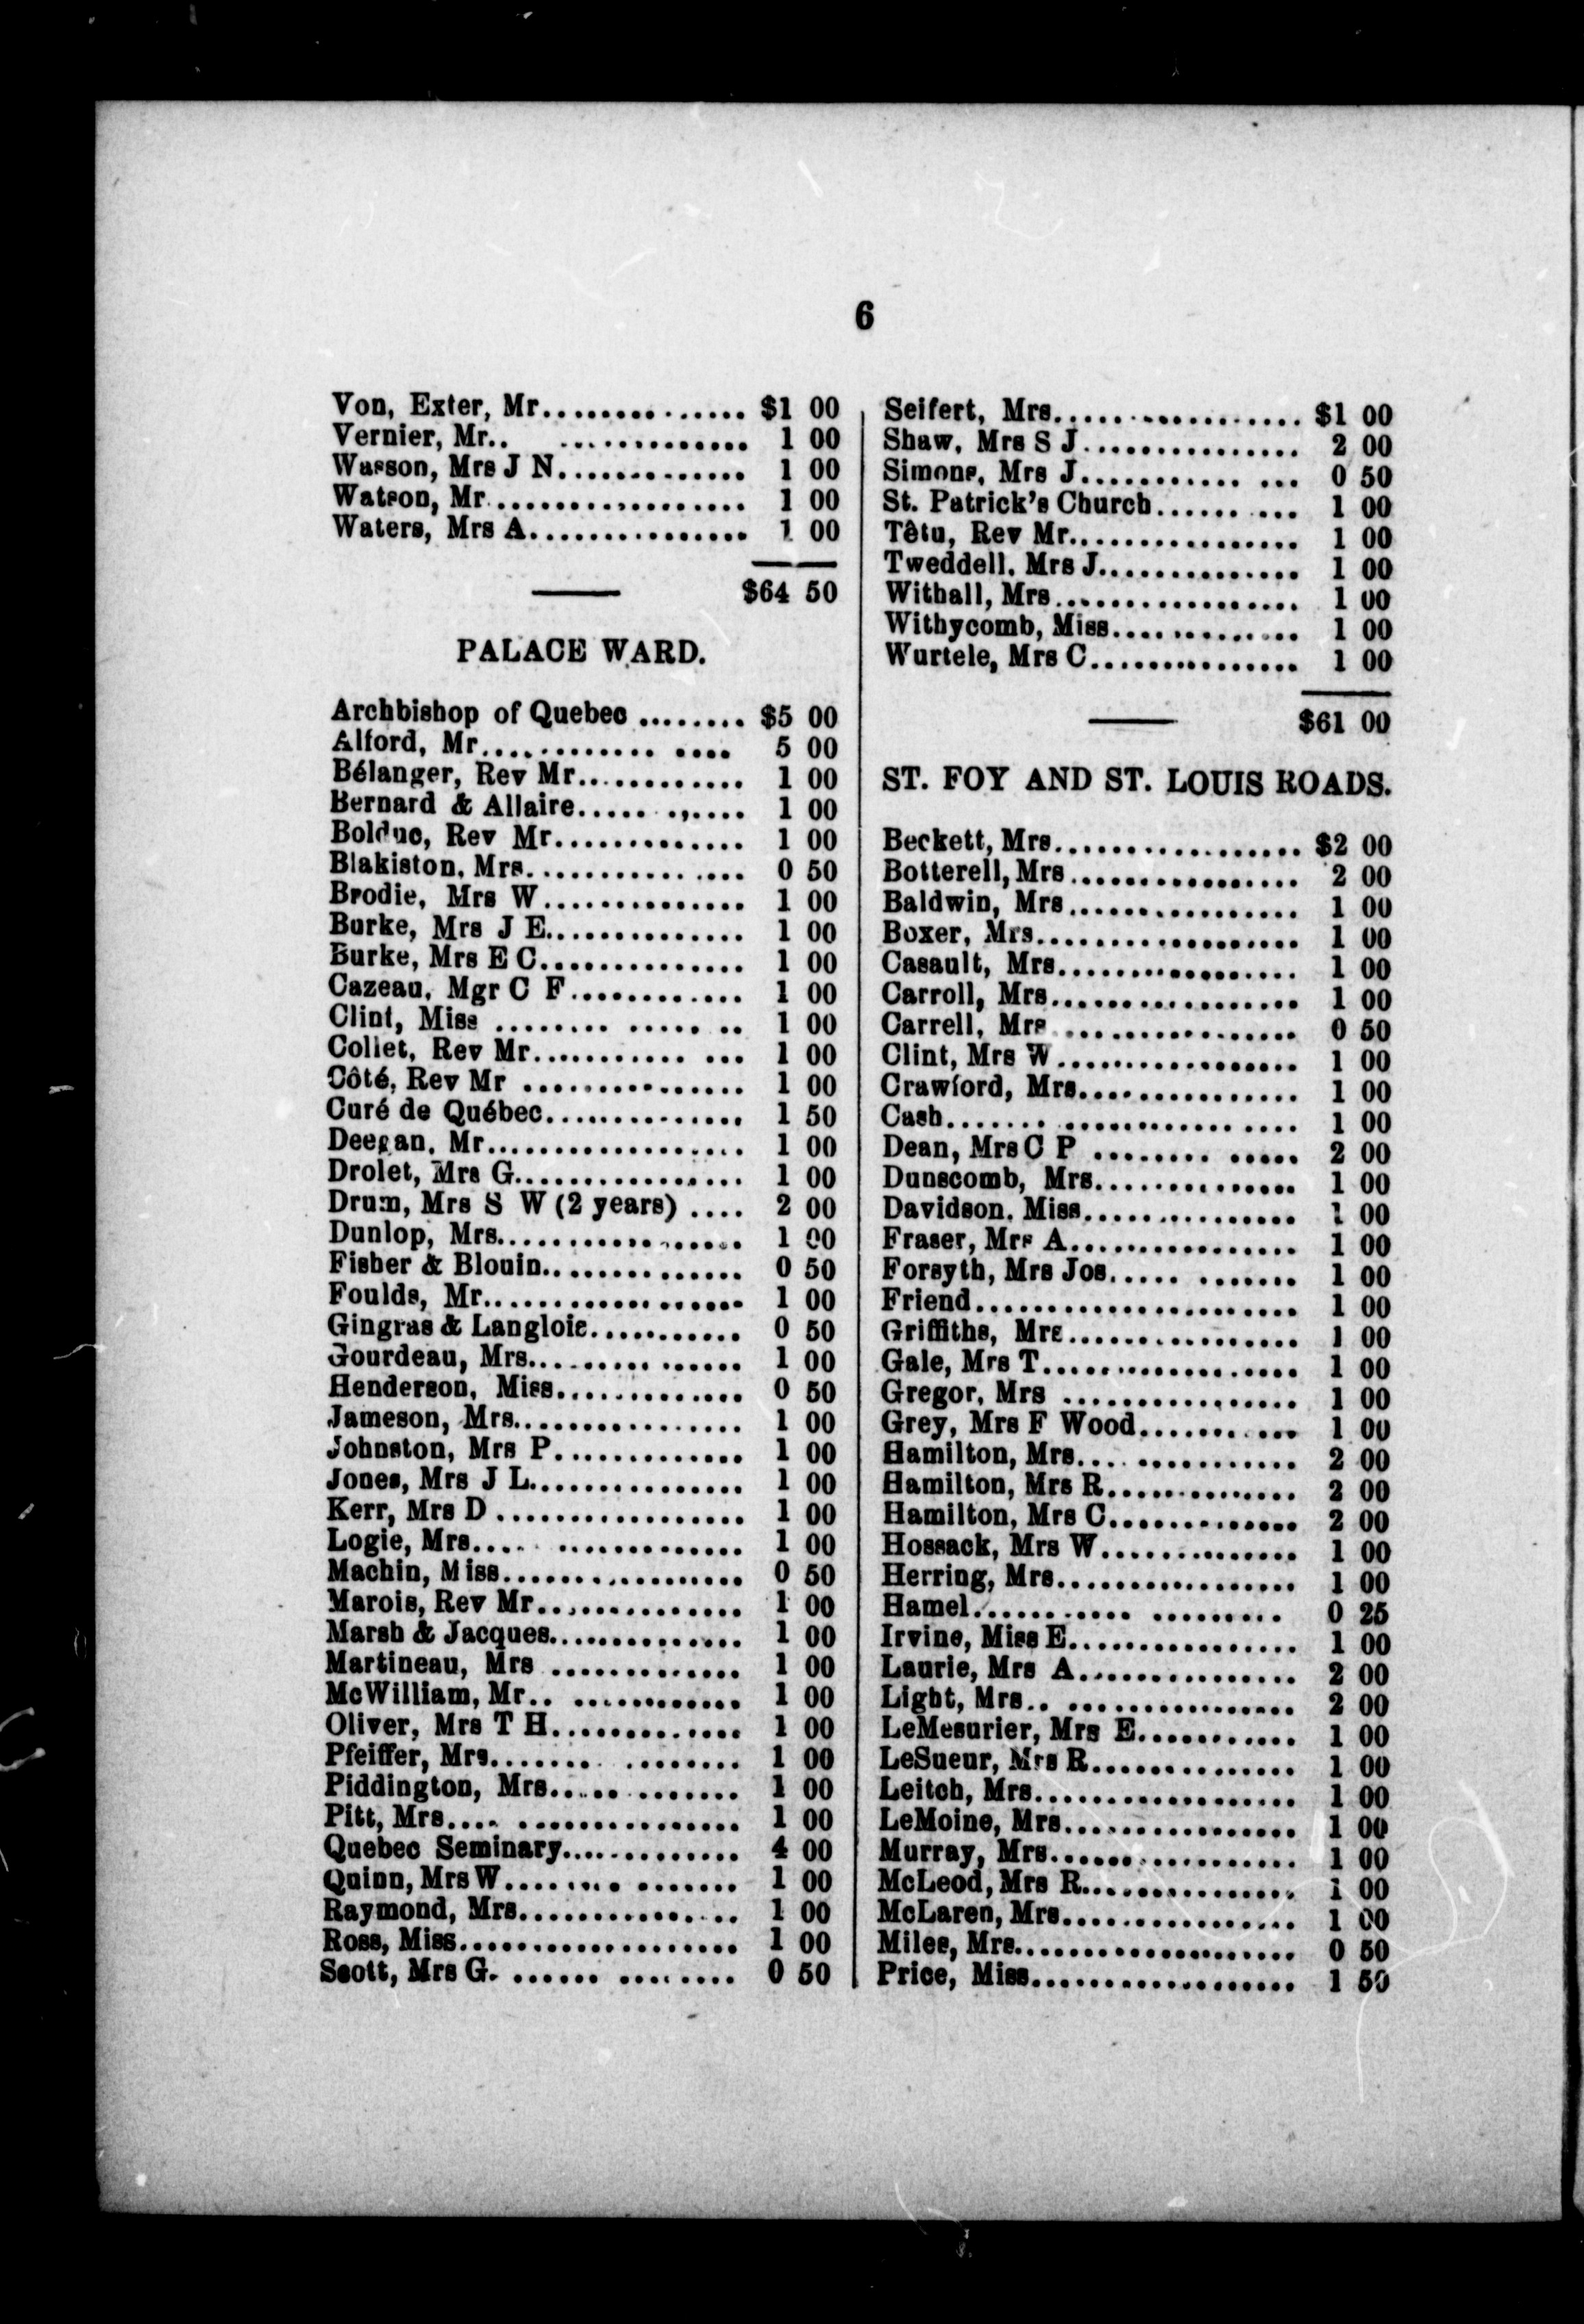 6
Von, Exter, Mr................ $1 00
Vernier, Mr.. ............. 1 00
Wasson, Mrs J N.............. 1 00
Watson, Mr.................. 1 00
Waters, Mrs A................ 1 00
$64 50
PALACE WARD.
Archbishop of Quebec ........ $5 00
Alford, Mr............. .... 5 00
Bélanger, Rev Mr............. 1 00
Bernard & Allaire..... ...... 1 00
Bolduc, Rev Mr.............. 1 00
Blakiston, Mrs............ .... 0 50
Brodie, Mrs W.............. 1 00
Burke, Mrs J E.............. 1 00
Burke, Mrs E C............... 1 00
Cazeau, Mgr C F............. 1 00
Clint, Miss ........ ..... .. 1 00
Collet, Rev Mr............ ... 1 00
Côté, Rev Mr ............... 1 00
Curé de Québec.............. 1 50
Deegan, Mr.................. 1 00
Drolet, Mrs G................ 1 00
Drum, Mrs S W (2 years) .... 2 00
Dunlop, Mrs................. 1 00
Fisher & Blouin.............. 0 50
Foulds, Mr.................. 1 00
Gingras & Langlois........... 0 50
Gourdeau, Mrs......... ...... 1 00
Henderson, Miss............. 0 50
Jameson, Mrs................ 1 00
Johnston, Mrs P............. 1 00
Jones, Mrs J L............... 1 00
Kerr, Mrs D ................. 1 00
Logie, Mrs.... ............. 1 00
Machin, Miss................. 0 50
Marois, Rev Mr.............. 1 00
Marsh & Jacques............. 1 00
Martineau, Mrs ............. 1 00
McWilliam, Mr.. ............ 1 00
Oliver, Mrs T H............. 1 00
Pfeiffer, Mrs....... ........ 1 00
Piddington, Mrs..... ....... 1 00
Pitt, Mrs.... ............... 1 00
Quebec Seminary............. 4 00
Quinn, Mrs W........ ....... 1 00
Raymond, Mrs............... 1 00
Ross, Miss................... 1 00
Scott, Mrs G. ...... ........ 0 50
Seifert, Mrs.................. $1 00
Shaw, Mrs S J............... 2 00
Simons, Mrs J............ ... 0 50
St. Patrick's Church...... ... 1 00
Têtu, Rev Mr................ 1 00
Tweddell, Mrs J.............. 1 00
Withall, Mrs................. 1 00
Withycomb, Miss............. 1 00
Wurtele, Mrs C............... 1 00
$61 00
ST. FOY AND ST. LOUIS ROADS.
Beckett, Mrs.................. $2 00
Botterell, Mrs................ 2 00
Baldwin, Mrs................ 1 00
Boxer, Mrs.................. 1 00
Casault, Mrs................. 1 00
Carroll, Mrs................. 1 00
Carrell, Mrs ................ 0 50
Clint, Mrs W................. 1 00
Crawford, Mrs............... 1 00
Cash....... ............ .... 1 00
Dean, Mrs C P ........ ..... 2 00
Dunscomb, Mrs.............. 1 00
Davidson, Miss............... 1 00
Fraser, Mrs A................ 1 00
Forsyth, Mrs Jos..... ....... 1 00
Friend...................... 1 00
Griffiths, Mrs................ 1 00
Gale, Mrs T.................. 1 00
Gregor, Mrs ................ 1 00
Grey, Mrs F Wood........... 1 00
Hamilton, Mrs.... ........... 2 00
Hamilton, Mrs R............. 2 00
Hamilton, Mrs C............. 2 00
Hossack, Mrs W.............. 1 00
Herring, Mrs................. 1 00
Hamel........... ......... 0 25
Irvine, Miss E................ 1 00
Laurie, Mrs A............... 2 00
Light, Mrs.. ................ 2 00
LeMesurier, Mrs E........... 1 00
LeSueur, Mrs R.............. 1 00
Leitch, Mrs.................. 1 00
LeMoine, Mrs................ 1 00
Murray, Mrs................. 1 00
McLeod, Mrs R............... 1 00
McLaren, Mrs................ 1 00
Miles, Mrs................... 0 50
Price, Miss.................. 1 50